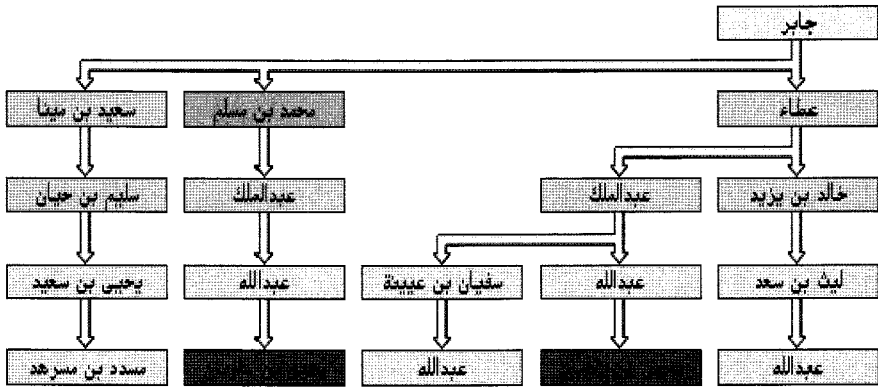 جابر
عطاء
محمد بن مسلم
سعيد بن مينا
خالد بن يزيد
عبدالملك
عبدالملك
سليم بن حبان
ليث بن سعد
عبدالله
سفيان بن عيينة
عبدالله
يحيى بن سعيد
عبدالله
عبدالله
مسدد بن مسرهد